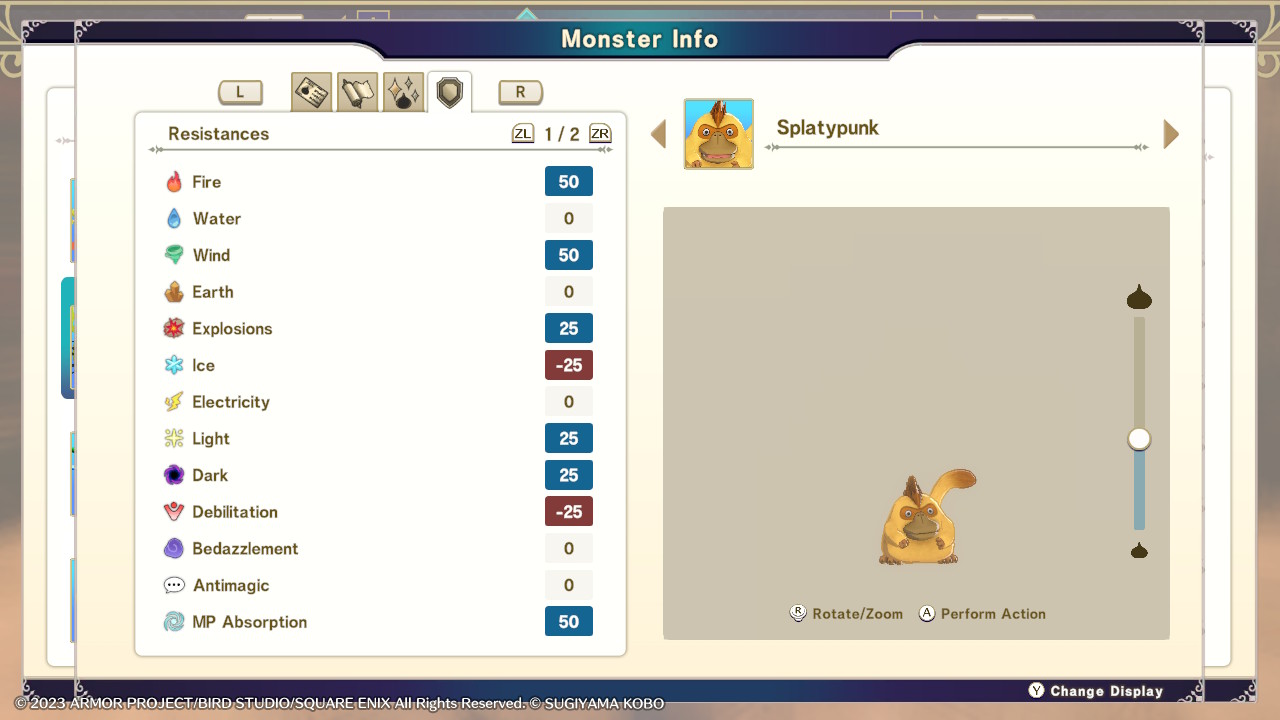 Monster Info
L
R
Resistances ZL 1 / 2 ZR
Splatypunk
Fire 50
Water 0
Wind 50
Earth 0
Explosions 25
Ice -25
Electricity 0
Light 25
Dark 25
Debilitation -25
Bedazzlement 0
Antimagic 0
MP Absorption 50
R Rotate/Zoom A Perform Action
Y Change Display
© 2023 ARMOR PROJECT/BIRD STUDIO/SQUARE ENIX All Rights Reserved. © SUGIYAMA KOBO